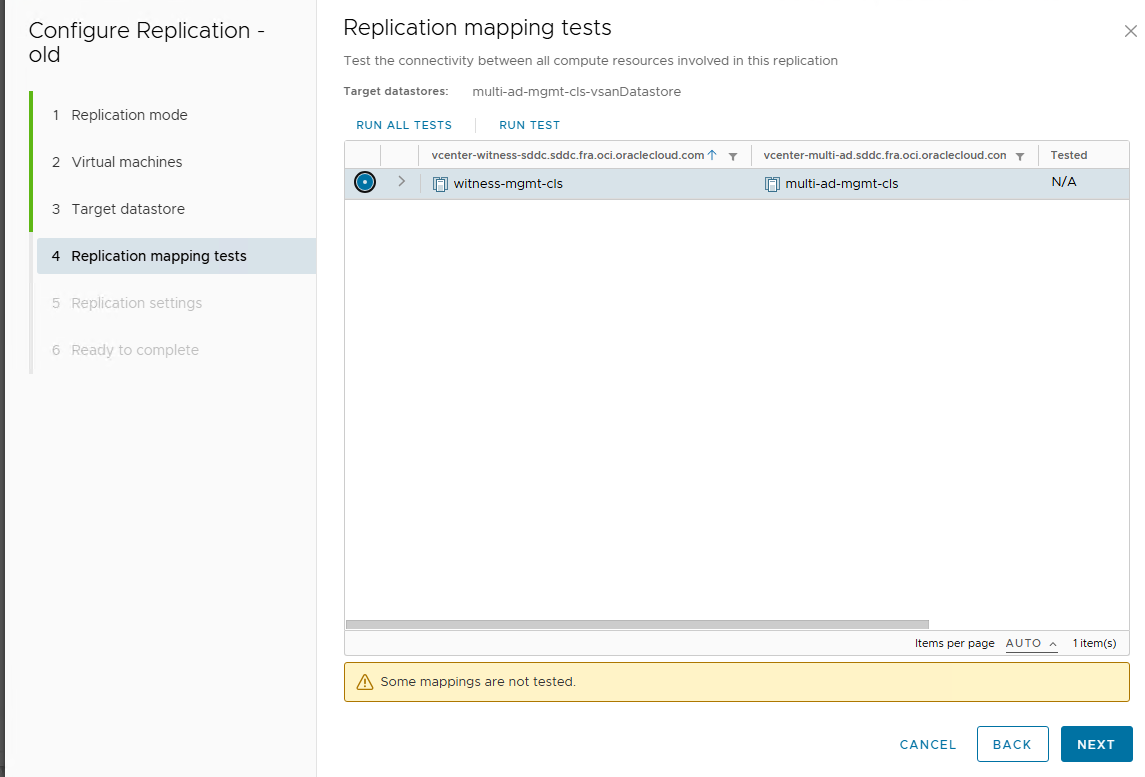 Configure Replication -
old
1 Replication mode
2 Virtual machines
3 Target datastore
4 Replication mapping tests
5 Replication settings
6 Ready to complete
Replication mapping tests
Test the connectivity between all compute resources involved in this replication
Target datastores: multi-ad-mgmt-cls-vsanDatastore
RUN ALL TESTS RUN TEST
vcenter-witness-sddc.sddc.fra.oci.oraclecloud.com vcenter-multi-ad.sddc.fra.oci.oraclecloud.con Tested
witness-mgmt-cls multi-ad-mgmt-cls N/A
Items per page AUTO 1 item(s)
Some mappings are not tested.
CANCEL BACK NEXT